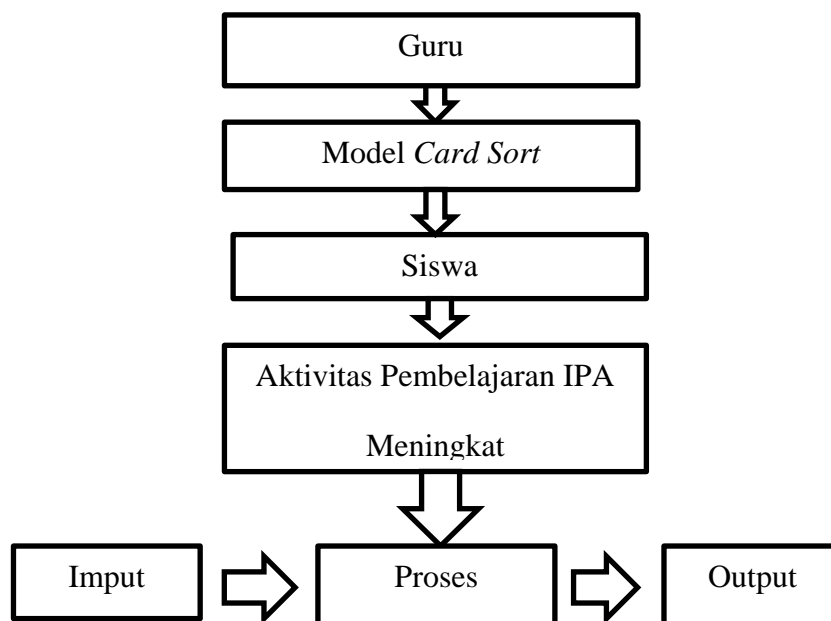 Guru
Model Card Sort
Siswa
Aktivitas Pembelajaran IPA
Meningkat
Imput
Proses
Output